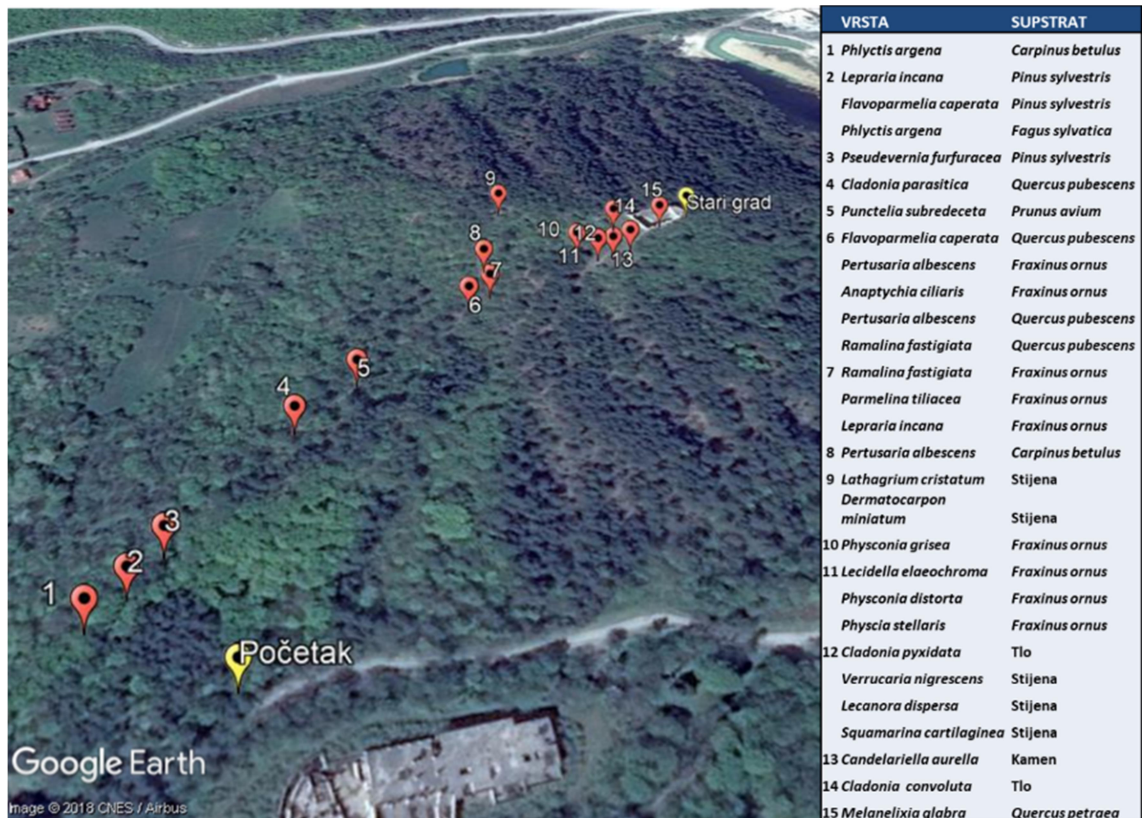 9
15
Stari grad
14
10
12
8
11
13
7
6
5
4
3
2
1
Početak
Google Earth
Image © 2018 CNES / Airbus
VRSTA SUPSTRAT
1 Phlyctis argena Carpinus betulus
2 Lepraria incana Pinus sylvestris
Flavoparmelia caperata Pinus sylvestris
Phlyctis argena Fagus sylvatica
3 Pseudevernia furfuracea Pinus sylvestris
4 Cladonia parasitica Quercus pubescens
5 Punctelia subredeceta Prunus avium
6 Flavoparmelia caperata Quercus pubescens
Pertusaria albescens Fraxinus ornus
Anaptychia ciliaris Fraxinus ornus
Pertusaria albescens Quercus pubescens
Ramalina fastigiata Quercus pubescens
7 Ramalina fastigiata Fraxinus ornus
Parmelina tiliacea Fraxinus ornus
Lepraria incana Fraxinus ornus
8 Pertusaria albescens Carpinus betulus
9 Lathagrium cristatum Stijena
Dermatocarpon
miniatum Stijena
10 Physconia grisea Fraxinus ornus
11 Lecidella elaeochroma Fraxinus ornus
Physconia distorta Fraxinus ornus
Physcia stellaris Fraxinus ornus
12 Cladonia pyxidata Tlo
Verrucaria nigrescens Stijena
Lecanora dispersa Stijena
Squamarina cartilaginea Stijena
13 Candelariella aurella Kamen
14 Cladonia convoluta Tlo
15 Melanelixia glabra Quercus petraea